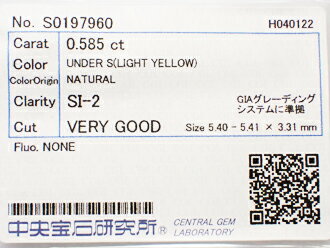 No. S0197960 H040122
Carat 0.585 ct
Color UNDER S(LIGHT YELLOW)
ColorOrigin NATURAL
Clarity SI-2 GIAグレーディング
システムに準拠
Cut VERY GOOD Size 5.40 - 5.41 × 3.31 mm
Fluo. NONE
中央宝石研究所® CENTRAL GEM
LABORATORY